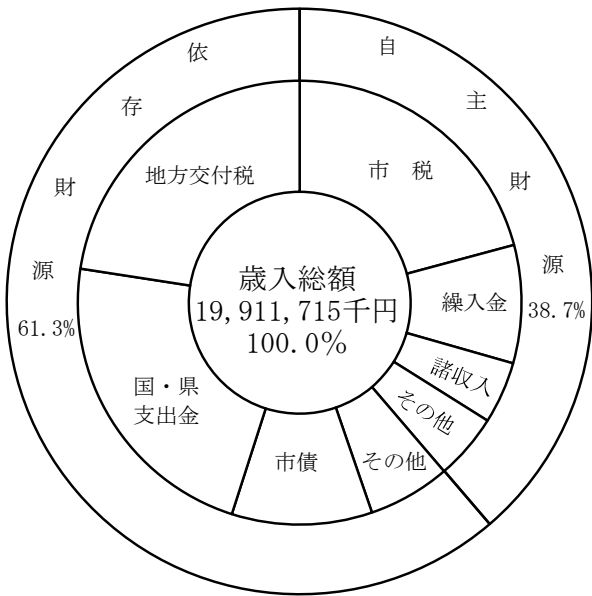 歳入総額
19,911,715千円
100.0%
自主財源
38.7%
市 税
繰入金
諸収入
その他
依存財源
61.3%
地方交付税
国・県
支出金
市債
その他